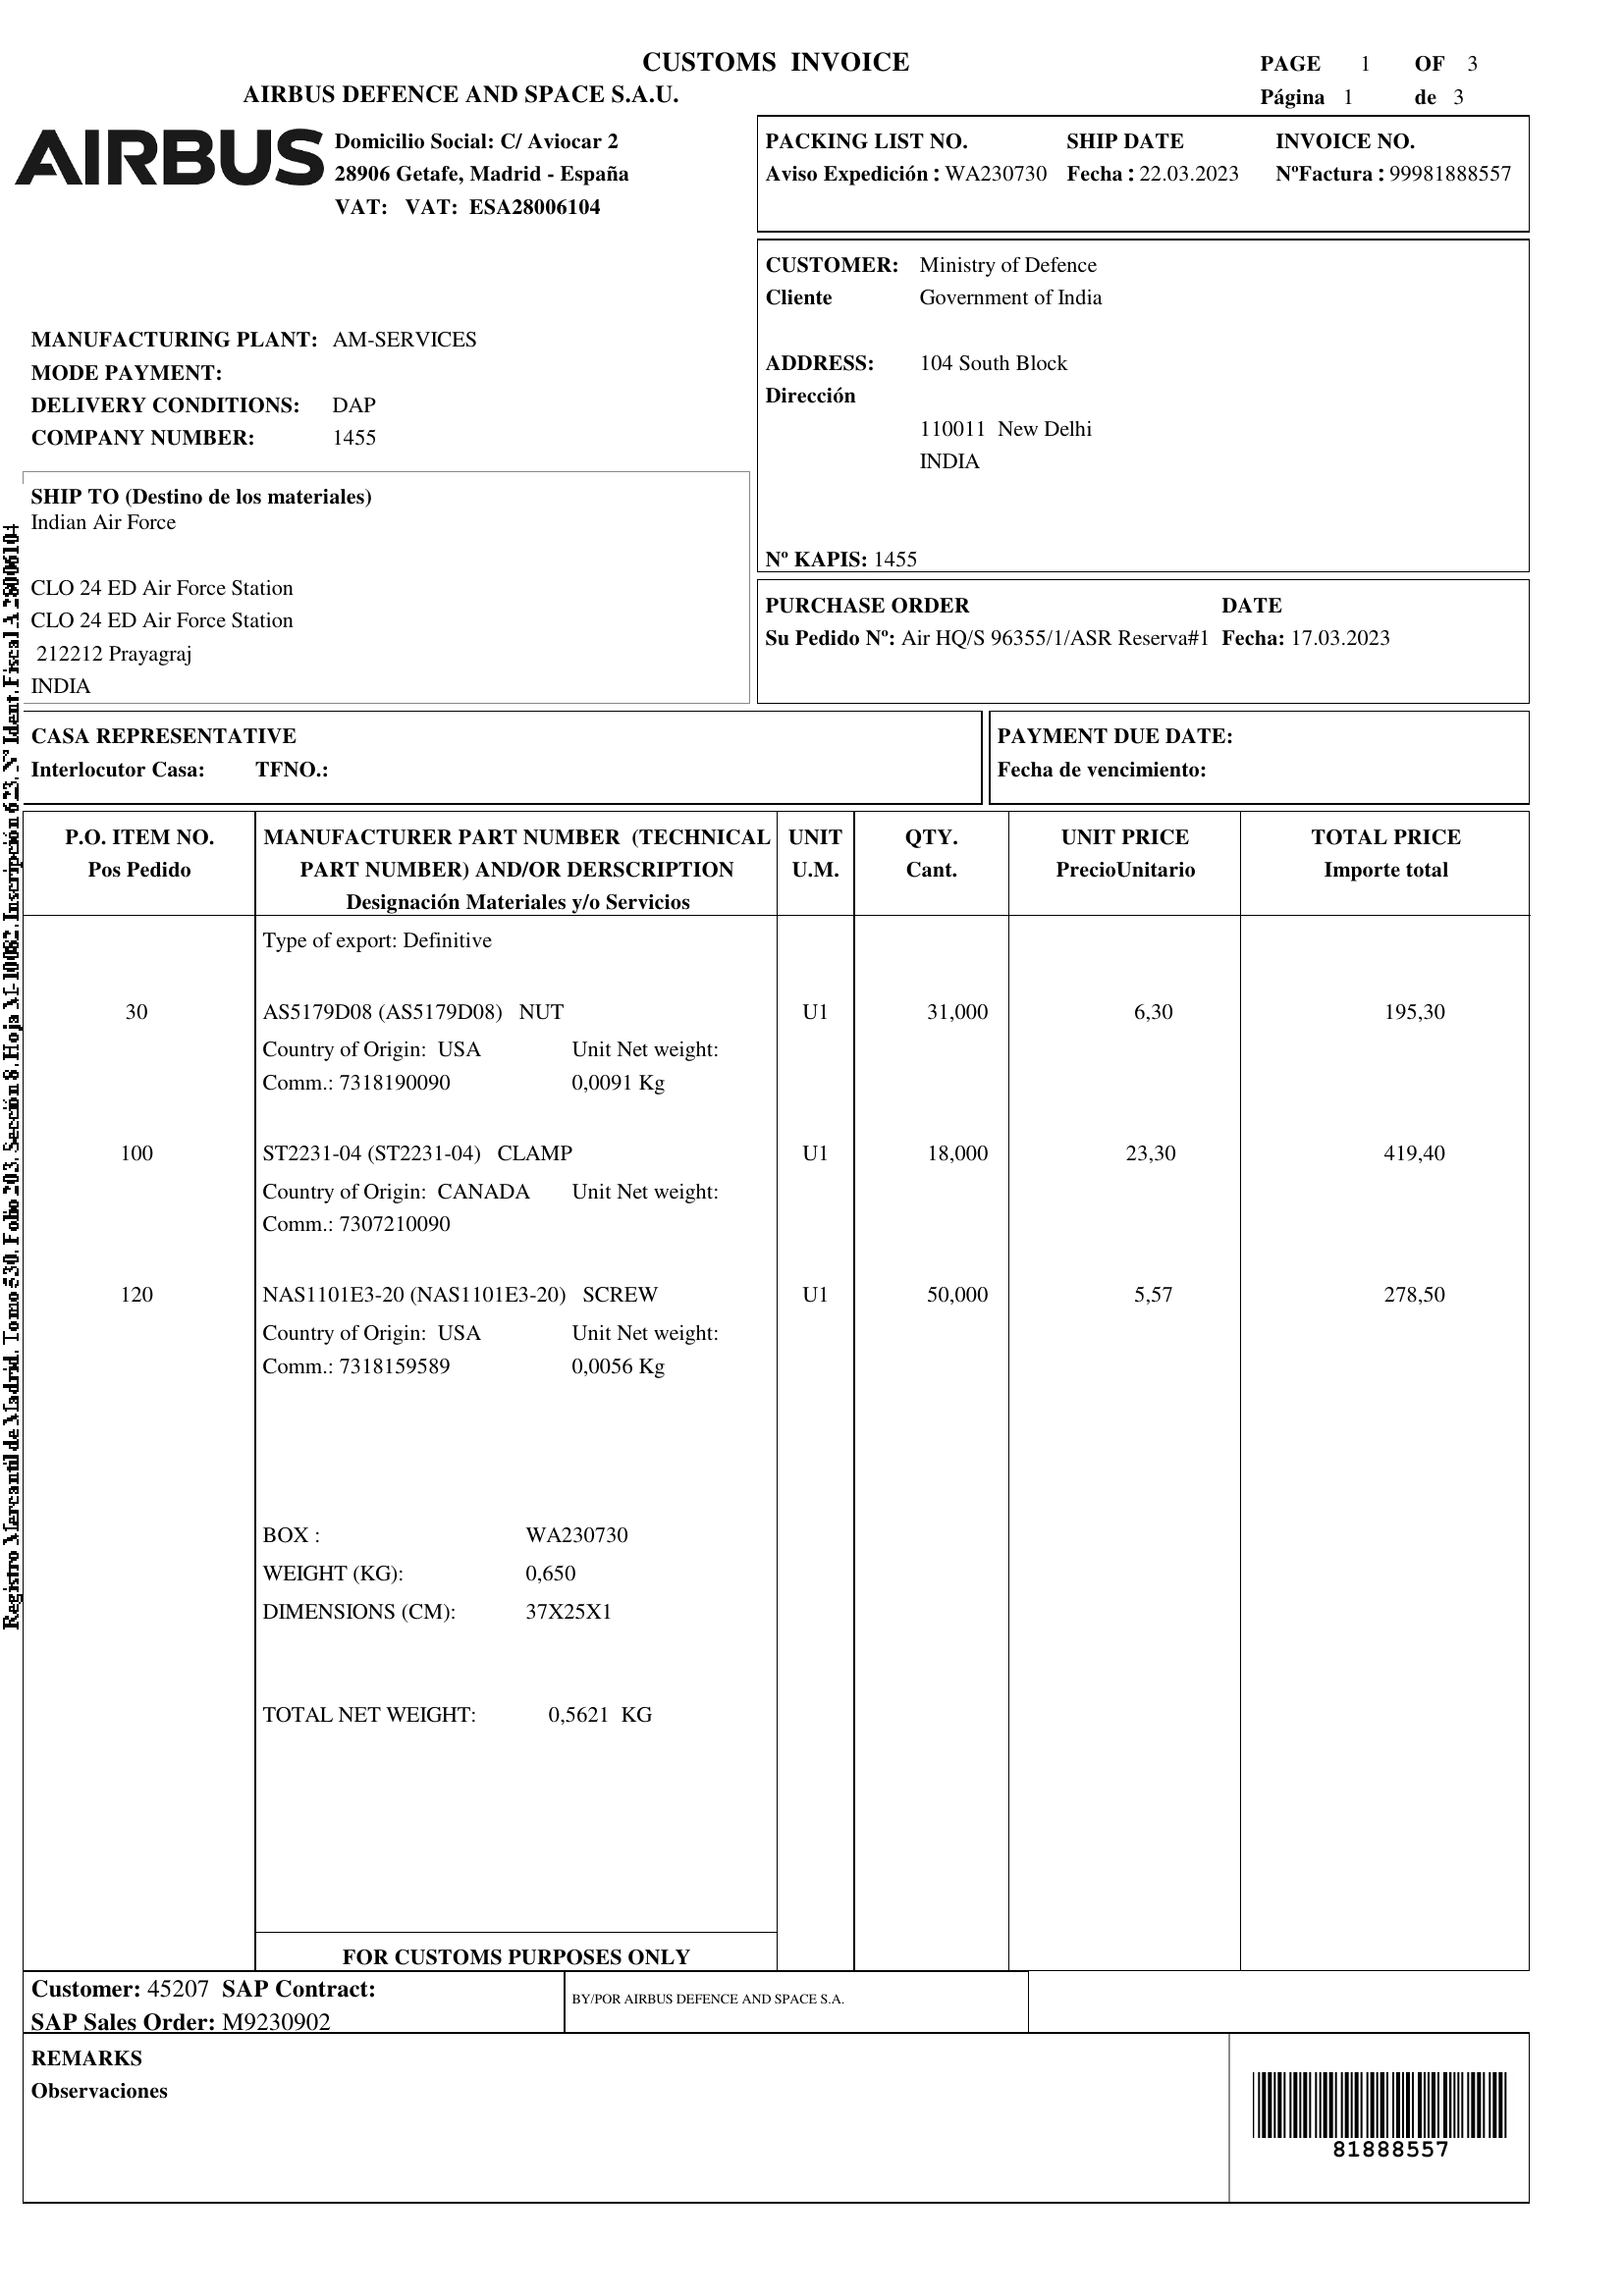 CUSTOMS INVOICE
PAGE 1 OF 3
AIRBUS DEFENCE AND SPACE S.A.U.
Página 1 de 3
AIRBUS
Domicilio Social: C/ Aviocar 2
28906 Getafe, Madrid - España
VAT: VAT: ESA28006104
PACKING LIST NO. SHIP DATE INVOICE NO.
Aviso Expedición : WA230730 Fecha : 22.03.2023 NºFactura : 99981888557
CUSTOMER: Ministry of Defence
Cliente Government of India
ADDRESS: 104 South Block
Dirección
110011 New Delhi
INDIA
Nº KAPIS: 1455
MANUFACTURING PLANT: AM-SERVICES
MODE PAYMENT:
DELIVERY CONDITIONS: DAP
COMPANY NUMBER: 1455
SHIP TO (Destino de los materiales)
Indian Air Force
CLO 24 ED Air Force Station
CLO 24 ED Air Force Station
212212 Prayagraj
INDIA
PURCHASE ORDER DATE
Su Pedido Nº: Air HQ/S 96355/1/ASR Reserva#1 Fecha: 17.03.2023
CASA REPRESENTATIVE
Interlocutor Casa: TFNO.:
PAYMENT DUE DATE:
Fecha de vencimiento:
P.O. ITEM NO. MANUFACTURER PART NUMBER (TECHNICAL UNIT QTY. UNIT PRICE TOTAL PRICE
Pos Pedido PART NUMBER) AND/OR DERSCRIPTION U.M. Cant. PrecioUnitario Importe total
Designación Materiales y/o Servicios
Type of export: Definitive
30 AS5179D08 (AS5179D08) NUT U1 31,000 6,30 195,30
Country of Origin: USA Unit Net weight:
Comm.: 7318190090 0,0091 Kg
100 ST2231-04 (ST2231-04) CLAMP U1 18,000 23,30 419,40
Country of Origin: CANADA Unit Net weight:
Comm.: 7307210090
120 NAS1101E3-20 (NAS1101E3-20) SCREW U1 50,000 5,57 278,50
Country of Origin: USA Unit Net weight:
Comm.: 7318159589 0,0056 Kg
BOX : WA230730
WEIGHT (KG): 0,650
DIMENSIONS (CM): 37X25X1
TOTAL NET WEIGHT: 0,5621 KG
FOR CUSTOMS PURPOSES ONLY
Customer: 45207 SAP Contract:
SAP Sales Order: M9230902
BY/POR AIRBUS DEFENCE AND SPACE S.A.
REMARKS
Observaciones
81888557
Registro Mercantil de Madrid, Tomo 530, Folio 203, Sección 8, Hoja M-10082, Inscripción 623, Nº Ident. Fiscal A 28006104